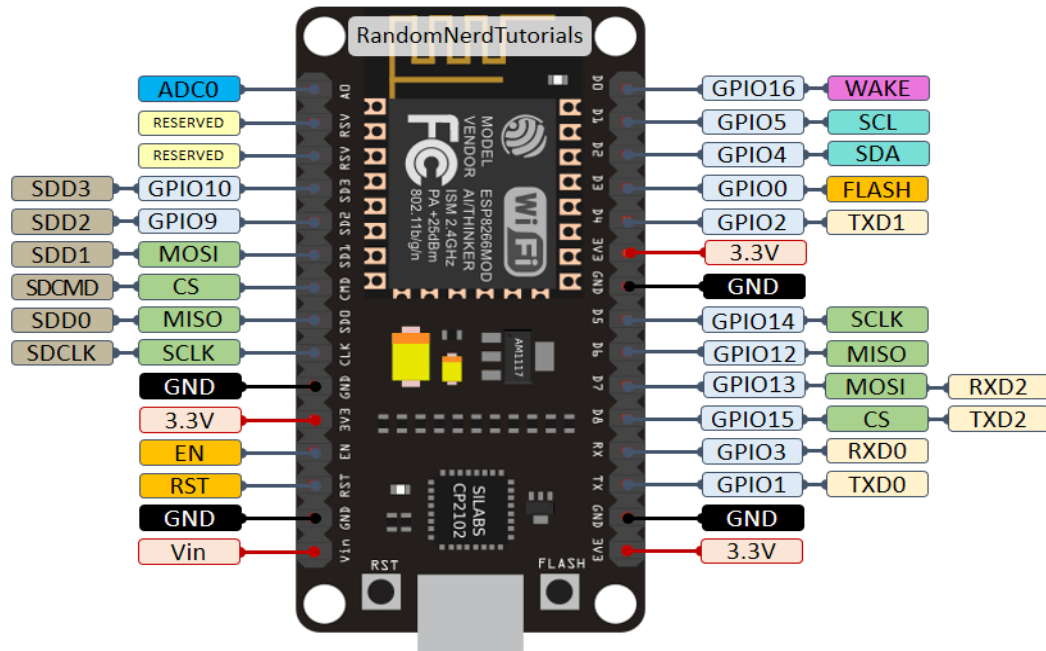 RandomNerdTutorials
ADC0 A0 D0 GPIO16 WAKE
RESERVED RSV D1 GPIO5 SCL
RESERVED RSV D2 GPIO4 SDA
SDD3 GPIO10 SD3 D3 GPIO0 FLASH
SDD2 GPIO9 SD2 D4 GPIO2 TXD1
SDD1 MOSI SD1 3V3 3.3V
SDCMD CS CMD GND GND
SDD0 MISO SDO D5 GPIO14 SCLK
SDCLK SCLK CLK D6 GPIO12 MISO
GND GND D7 GPIO13 MOSI RXD2
3.3V 3V3 D8 GPIO15 CS TXD2
EN EN RX GPIO3 RXD0
RST RST TX GPIO1 TXD0
GND GND GND GND
Vin Vin 3V3 3.3V
MODEL ESP8266MOD
VENDOR AI/THINKER
ISM 2.4GHz
PA +25dBm
802.11b/g/n
FC
Wi Fi
AM1117
SILABS
CP2102
RST
FLASH